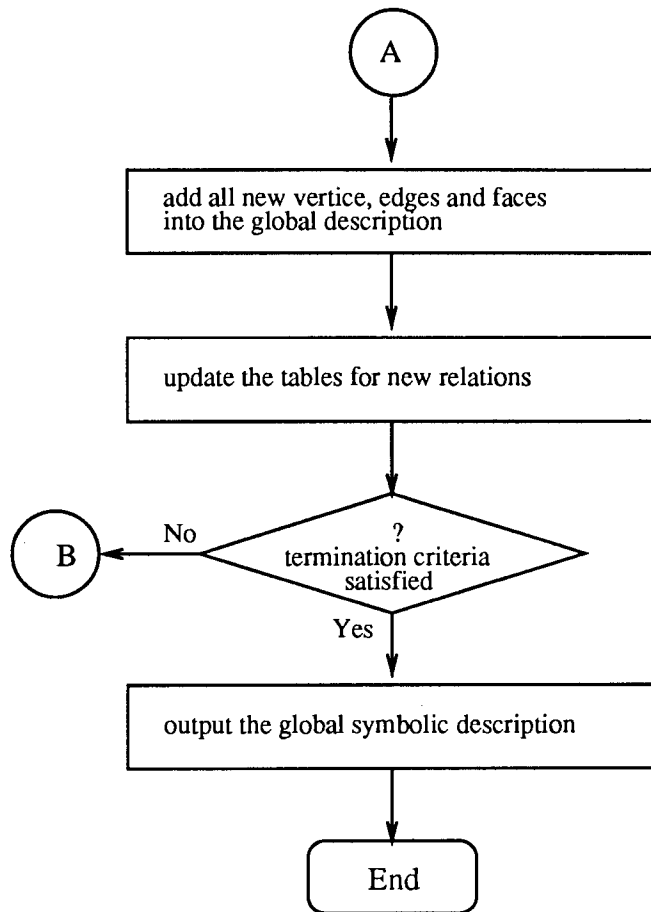 A
add all new vertice, edges and faces
into the global description
update the tables for new relations
?
termination criteria
satisfied
No
B
Yes
output the global symbolic description
End